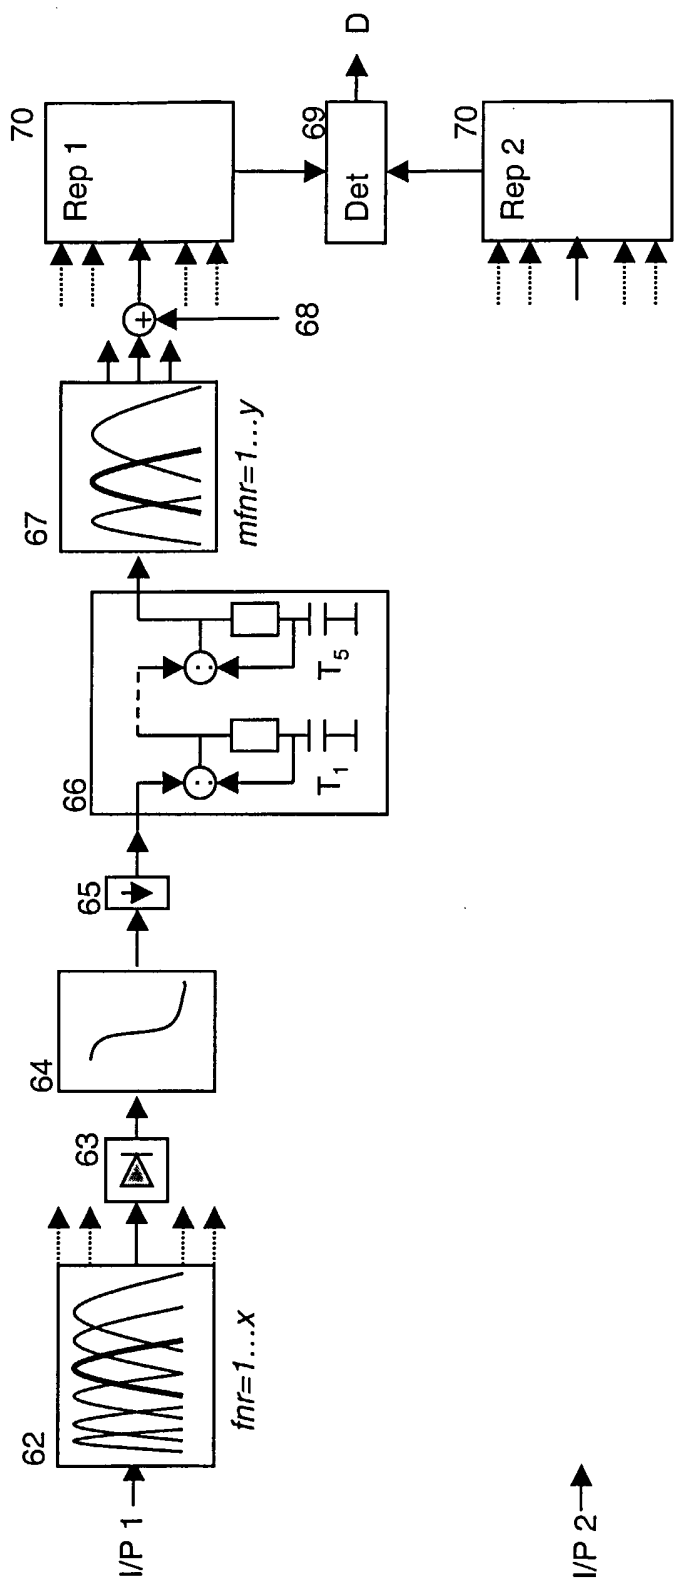 I/P 1
62
fnr=1...x
63
64
65
66
T1
T5
67
mfnr=1...y
+
68
70
Rep 1
69
Det
D
70
Rep 2
I/P 2